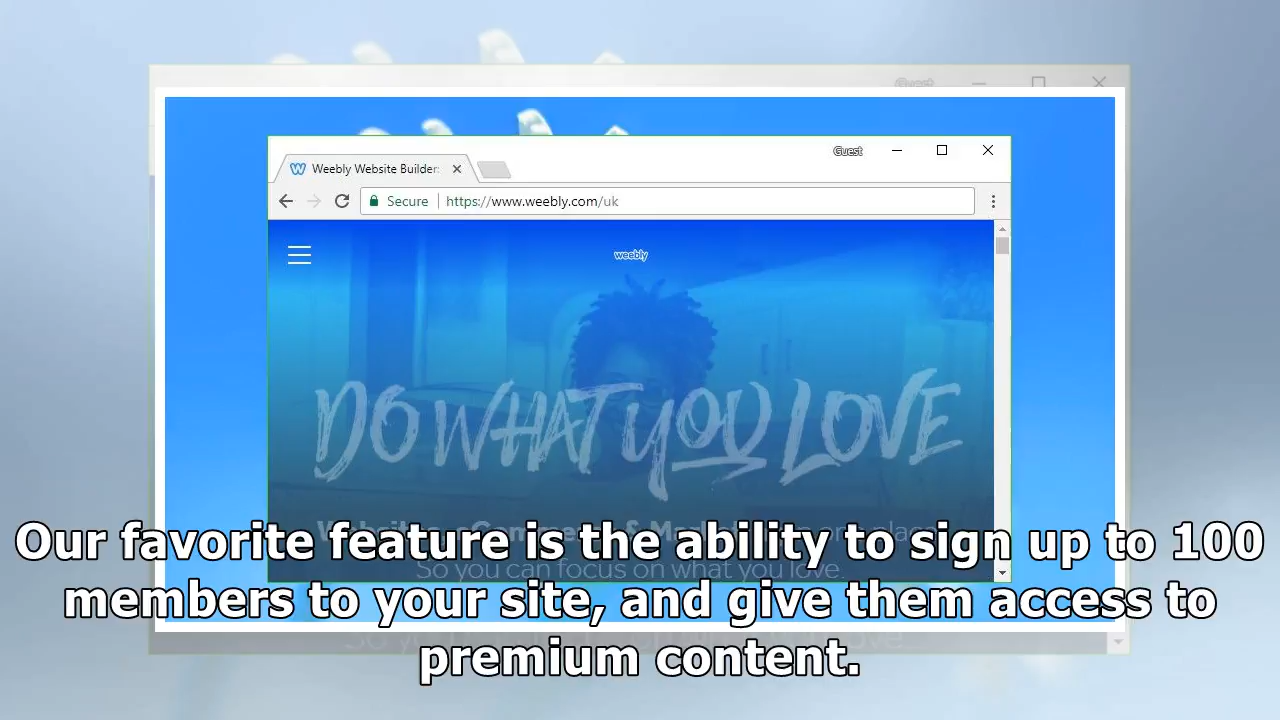 Guest
Guest
Weebly Website Builder:
Secure
https://www.weebly.com/uk
weebly
DO WHAT YOU LOVE
So you can focus on what you love
Our favorite feature is the ability to sign up to 100
members to your site, and give them access to
premium content.